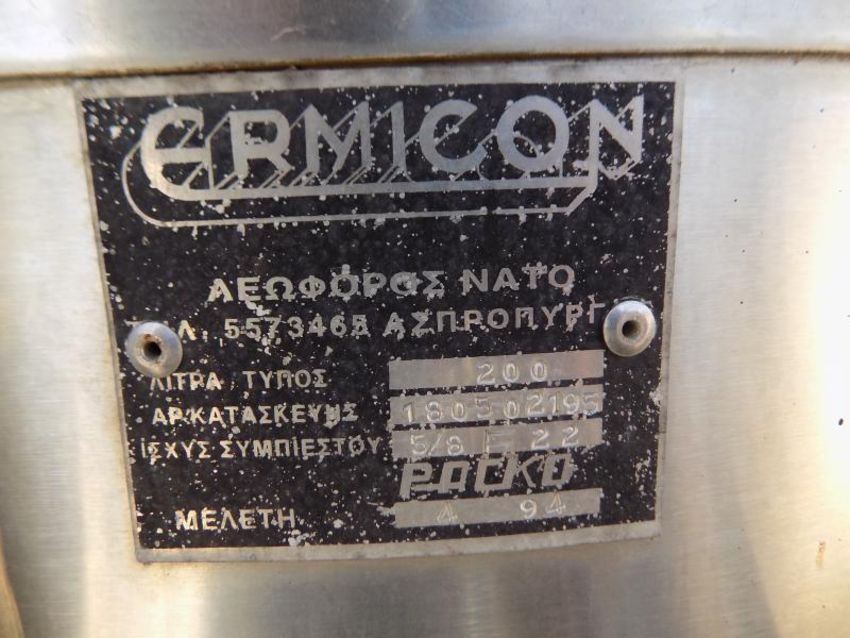 ERMICON
ΛΕΩΦΟΡΟΣ ΝΑΤΟ
Λ. 5573465 ΑΣΠΡΟΠΥΡΓ
ΛΙΤΡΑ ΤΥΠΟΣ 200
ΑΡ.ΚΑΤΑΣΚΕΥΗΣ 180502195
ΙΣΧΥΣ ΣΥΜΠΙΕΣΤΟΥ 5/8 F 22
PACKO
ΜΕΛΕΤΗ 4 94